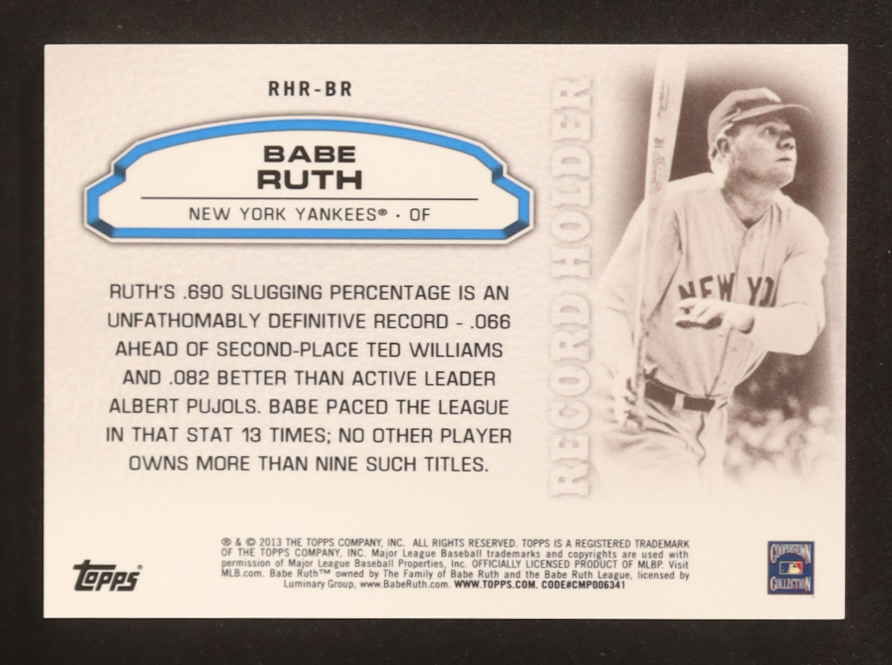 RHR-BR
BABE
RUTH
NEW YORK YANKEES® · OF
RUTH'S .690 SLUGGING PERCENTAGE IS AN
UNFATHOMABLY DEFINITIVE RECORD - .066
AHEAD OF SECOND-PLACE TED WILLIAMS
AND .082 BETTER THAN ACTIVE LEADER
ALBERT PUJOLS. BABE PACED THE LEAGUE
IN THAT STAT 13 TIMES; NO OTHER PLAYER
OWNS MORE THAN NINE SUCH TITLES.
RECORD HOLDER
NEW YO
® & © 2013 THE TOPPS COMPANY, INC. ALL RIGHTS RESERVED. TOPPS IS A REGISTERED TRADEMARK
OF THE TOPPS COMPANY, INC. Major League Baseball trademarks and copyrights are used with
permission of Major League Baseball Properties, Inc. OFFICIALLY LICENSED PRODUCT OF MLBP. Visit
MLB.com. Babe Ruth™ owned by The Family of Babe Ruth and the Babe Ruth League, licensed by
Luminary Group, www.BabeRuth.com. WWW.TOPPS.COM. CODE#CMP006341
Topps®
COOPERSTOWN
COLLECTION